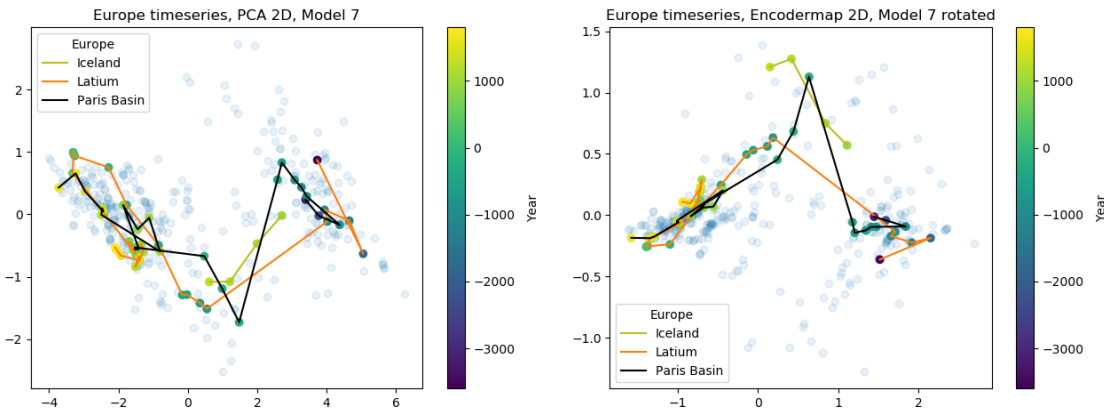 Europe timeseries, PCA 2D, Model 7
Europe
Iceland
Latium
Paris Basin
2
1
0
−1
−2
−4
−2
0
2
4
6
1000
0
−1000
−2000
−3000
Year
Europe timeseries, Encodermap 2D, Model 7 rotated
1.5
1.0
0.5
0.0
−0.5
−1.0
Europe
Iceland
Latium
Paris Basin
−1
0
1
2
1000
0
−1000
−2000
−3000
Year